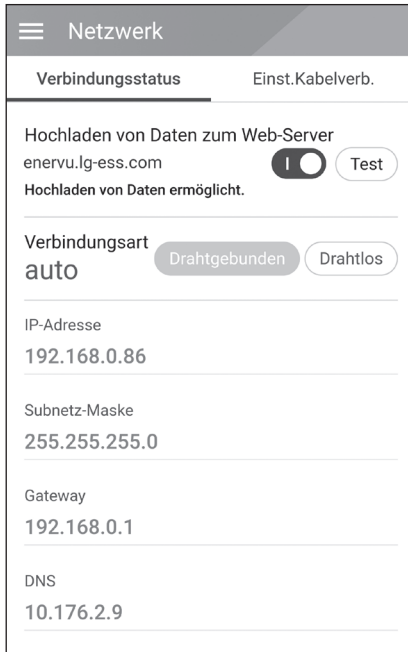 Netzwerk
Verbindungsstatus Einst.Kabelverb.
Hochladen von Daten zum Web-Server
enervu.lg-ess.com Test
Hochladen von Daten ermöglicht.
Verbindungsart
auto Drahtgebunden Drahtlos
IP-Adresse
192.168.0.86
Subnetz-Maske
255.255.255.0
Gateway
192.168.0.1
DNS
10.176.2.9